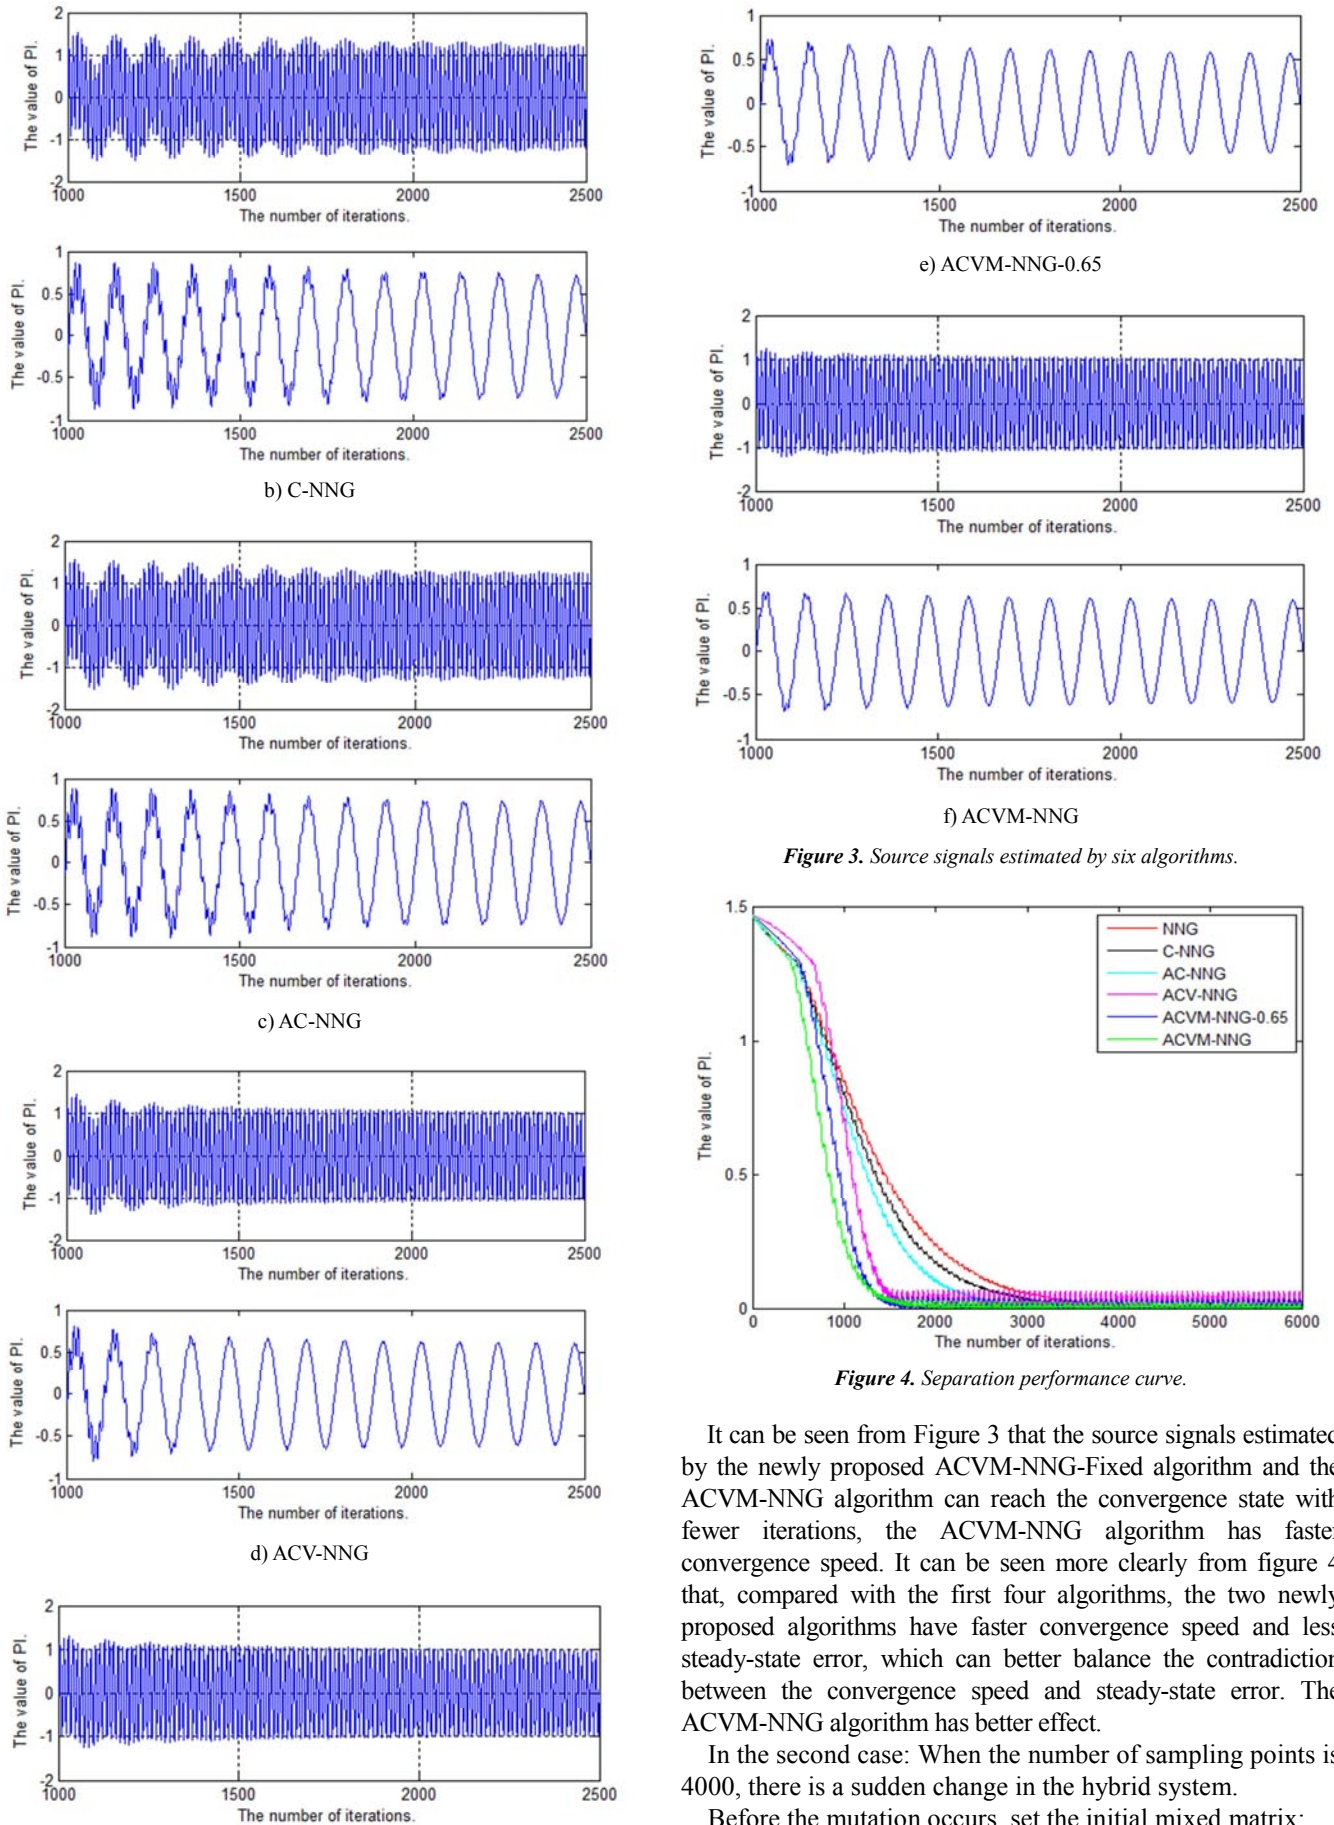 2
1
0
-1
-2
The value of PI.
1000
1500
2000
2500
The number of iterations.
1
0.5
0
-0.5
-1
The value of PI.
1000
1500
2000
2500
The number of iterations.
b) C-NNG
2
1
0
-1
-2
The value of PI.
1000
1500
2000
2500
The number of iterations.
1
0.5
0
-0.5
-1
The value of PI.
1000
1500
2000
2500
The number of iterations.
c) AC-NNG
2
1
0
-1
-2
The value of PI.
1000
1500
2000
2500
The number of iterations.
1
0.5
0
-0.5
-1
The value of PI.
1000
1500
2000
2500
The number of iterations.
d) ACV-NNG
2
1
0
-1
-2
The value of PI.
1000
1500
2000
2500
The number of iterations.
1
0.5
0
-0.5
-1
The value of PI.
1000
1500
2000
2500
The number of iterations.
e) ACVM-NNG-0.65
2
1
0
-1
-2
The value of PI.
1000
1500
2000
2500
The number of iterations.
1
0.5
0
-0.5
-1
The value of PI.
1000
1500
2000
2500
The number of iterations.
f) ACVM-NNG
Figure 3. Source signals estimated by six algorithms.
1.5
1
0.5
0
The value of PI.
NNG
C-NNG
AC-NNG
ACV-NNG
ACVM-NNG-0.65
ACVM-NNG
0
1000
2000
3000
4000
5000
6000
The number of iterations.
Figure 4. Separation performance curve.
It can be seen from Figure 3 that the source signals estimated
by the newly proposed ACVM-NNG-Fixed algorithm and the
ACVM-NNG algorithm can reach the convergence state with
fewer iterations, the ACVM-NNG algorithm has faster
convergence speed. It can be seen more clearly from figure 4
that, compared with the first four algorithms, the two newly
proposed algorithms have faster convergence speed and less
steady-state error, which can better balance the contradiction
between the convergence speed and steady-state error. The
ACVM-NNG algorithm has better effect.
In the second case: When the number of sampling points is
4000, there is a sudden change in the hybrid system.
Before the mutation occurs, set the initial mixed matrix: